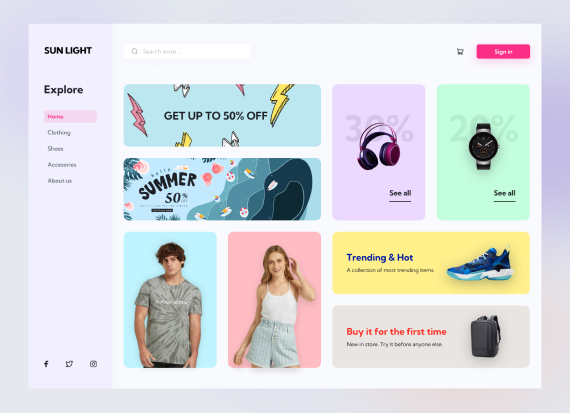 SUN LIGHT
Search store ...
Sign in
Explore
Home
Clothing
Shoes
Accesories
About us
GET UP TO 50% OFF
30%
See all
20%
See all
HELLO
SUMMER
50%
Trending & Hot
A collection of most trending items.
Buy it for the first time
New in store. Try it before anyone else.